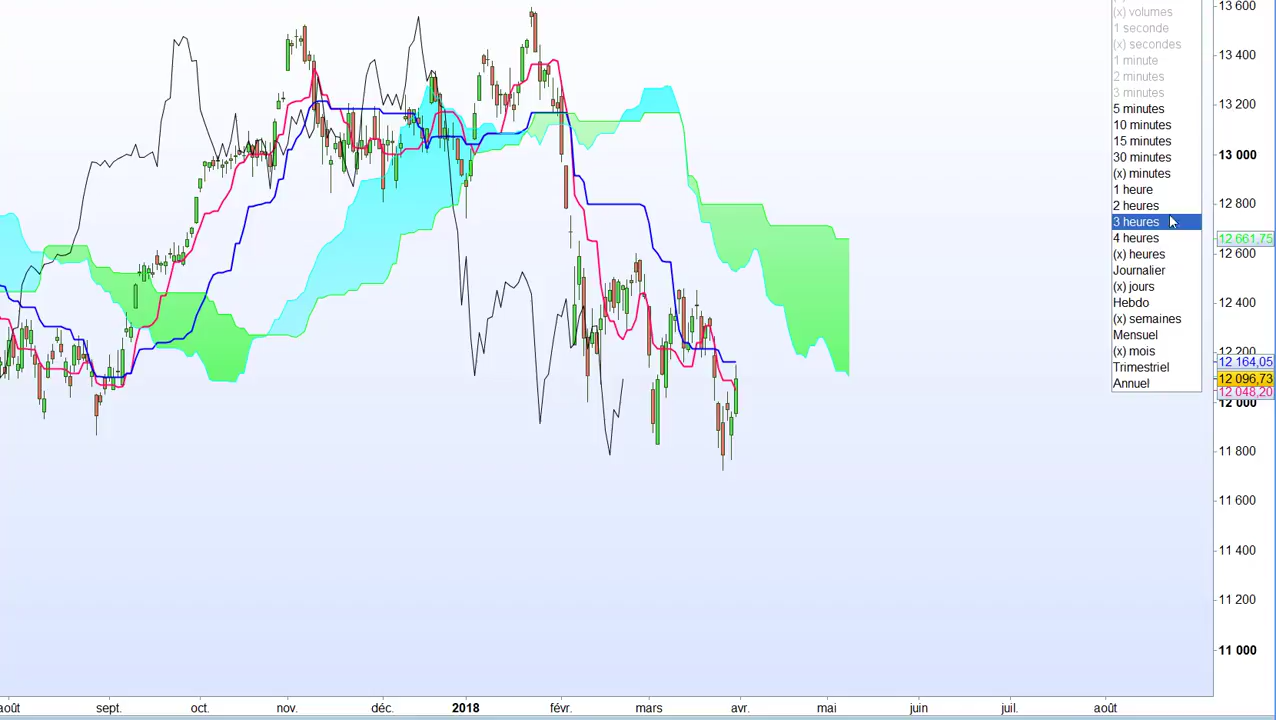 (x) volumes
1 seconde
(x) secondes
1 minute
2 minutes
3 minutes
5 minutes
10 minutes
15 minutes
30 minutes
(x) minutes
1 heure
2 heures
3 heures
4 heures
(x) heures
Journalier
(x) jours
Hebdo
(x) semaines
Mensuel
(x) mois
Trimestriel
Annuel
13 600
13 400
13 200
13 000
12 800
12 661,75
12 600
12 400
12 200
12 164,05
12 096,73
12 048,20
12 000
11 800
11 600
11 400
11 200
11 000
août sept. oct. nov. déc. 2018 févr. mars avr. mai juin juil. août